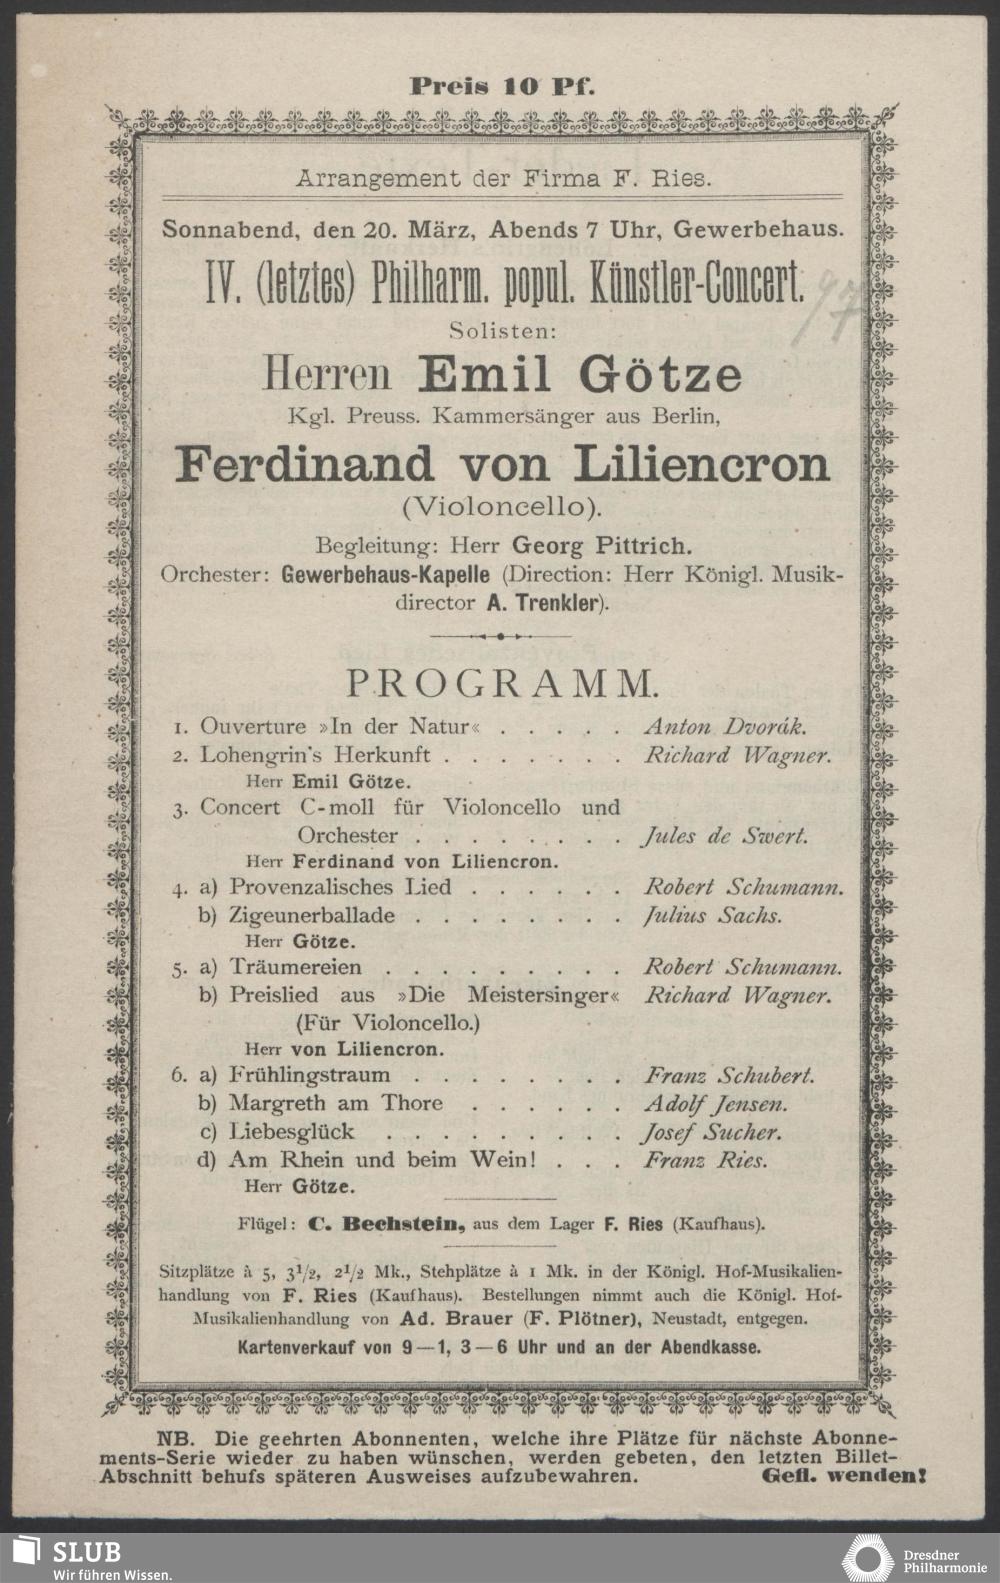 Preis 10 Pf.
Arrangement der Firma F. Ries.
Sonnabend, den 20. März, Abends 7 Uhr, Gewerbehaus.
IV. (letztes) Philharm. popul. Künstler-Concert.
97
Solisten:
Herren Emil Götze
Kgl. Preuss. Kammersänger aus Berlin,
Ferdinand von Liliencron
(Violoncello).
Begleitung: Herr Georg Pittrich.
Orchester: Gewerbehaus-Kapelle (Direction: Herr Königl. Musik-
director A. Trenkler).
PROGRAMM.
1. Ouverture »In der Natur« . . . . . Anton Dvorák.
2. Lohengrin's Herkunft . . . . . . . Richard Wagner.
Herr Emil Götze.
3. Concert C-moll für Violoncello und
Orchester . . . . . . . . Jules de Swert.
Herr Ferdinand von Liliencron.
4. a) Provenzalisches Lied . . . . . . Robert Schumann.
b) Zigeunerballade . . . . . . . . Julius Sachs.
Herr Götze.
5. a) Träumereien . . . . . . . . . Robert Schumann.
b) Preislied aus »Die Meistersinger« Richard Wagner.
(Für Violoncello.)
Herr von Liliencron.
6. a) Frühlingstraum . . . . . . . . Franz Schubert.
b) Margreth am Thore . . . . . . Adolf Jensen.
c) Liebesglück . . . . . . . . . Josef Sucher.
d) Am Rhein und beim Wein! . . . Franz Ries.
Herr Götze.
Flügel: C. Bechstein, aus dem Lager F. Ries (Kaufhaus).
Sitzplätze à 5, 3 1/2, 2 1/2 Mk., Stehplätze à 1 Mk. in der Königl. Hof-Musikalien-
handlung von F. Ries (Kaufhaus). Bestellungen nimmt auch die Königl. Hof-
Musikalienhandlung von Ad. Brauer (F. Plötner), Neustadt, entgegen.
Kartenverkauf von 9—1, 3—6 Uhr und an der Abendkasse.
NB. Die geehrten Abonnenten, welche ihre Plätze für nächste Abonne-
ments-Serie wieder zu haben wünschen, werden gebeten, den letzten Billet-
Abschnitt behufs späteren Ausweises aufzubewahren. Gefl. wenden!
SLUB
Wir führen Wissen.
Dresdner
Philharmonie